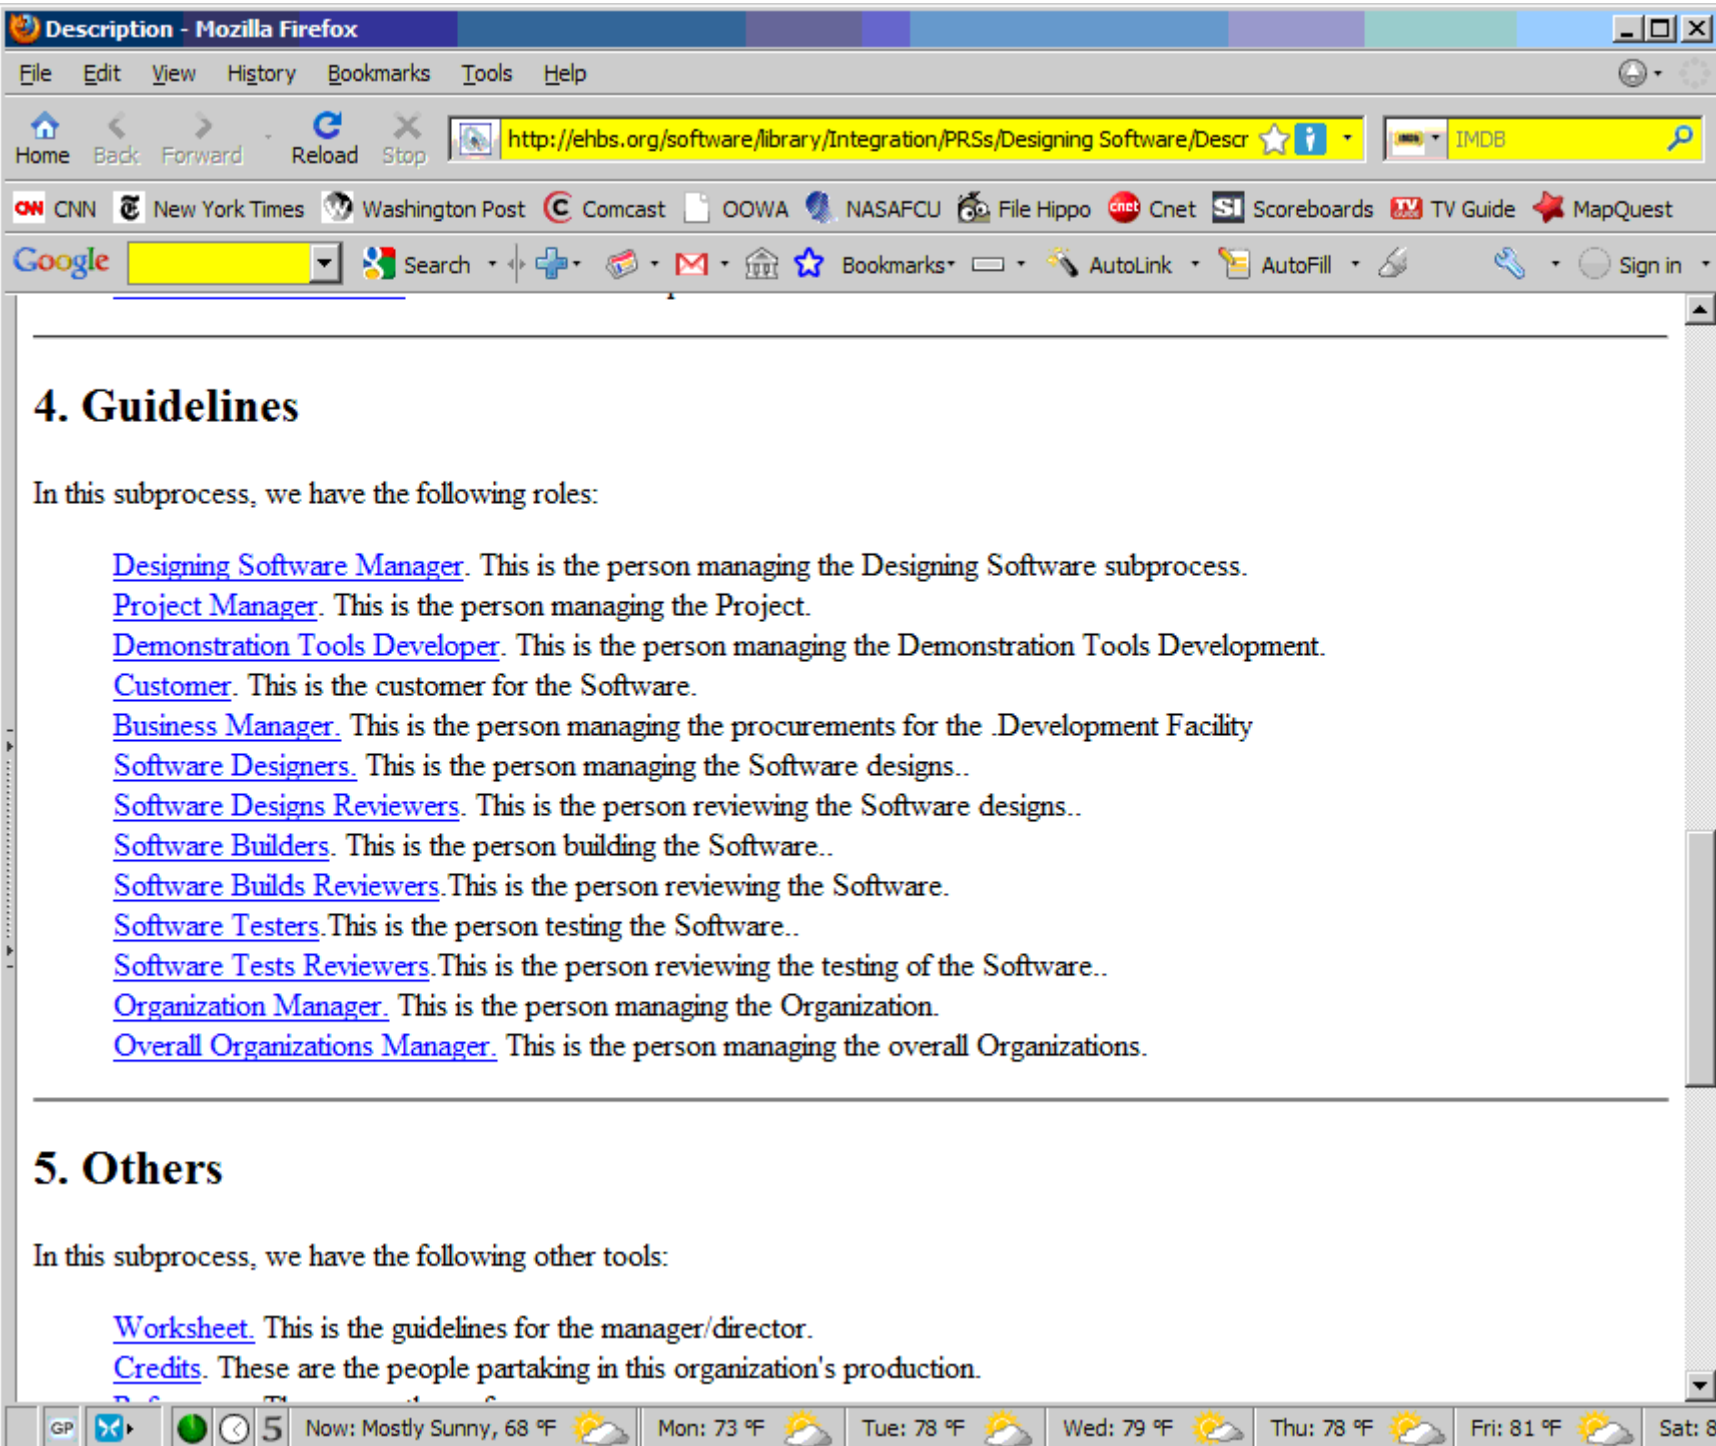 Description - Mozilla Firefox
File Edit View History Bookmarks Tools Help
Home Back Forward Reload Stop http://ehbs.org/software/library/Integration/PRSs/Designing Software/Descr IMDB
CNN CNN New York Times Washington Post Comcast OOWA NASAFCU File Hippo cnet Cnet SI Scoreboards TV GUIDE TV Guide MapQuest
Google Search Bookmarks AutoLink AutoFill Sign in
4. Guidelines
In this subprocess, we have the following roles:
Designing Software Manager. This is the person managing the Designing Software subprocess.
Project Manager. This is the person managing the Project.
Demonstration Tools Developer. This is the person managing the Demonstration Tools Development.
Customer. This is the customer for the Software.
Business Manager. This is the person managing the procurements for the .Development Facility
Software Designers. This is the person managing the Software designs..
Software Designs Reviewers. This is the person reviewing the Software designs..
Software Builders. This is the person building the Software..
Software Builds Reviewers.This is the person reviewing the Software.
Software Testers.This is the person testing the Software..
Software Tests Reviewers.This is the person reviewing the testing of the Software..
Organization Manager. This is the person managing the Organization.
Overall Organizations Manager. This is the person managing the overall Organizations.
5. Others
In this subprocess, we have the following other tools:
Worksheet. This is the guidelines for the manager/director.
Credits. These are the people partaking in this organization's production.
GP 5 Now: Mostly Sunny, 68 °F Mon: 73 °F Tue: 78 °F Wed: 79 °F Thu: 78 °F Fri: 81 °F Sat: 8